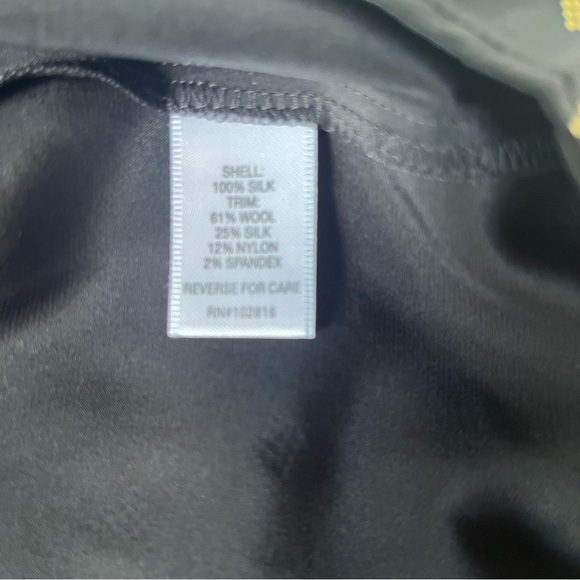 SHELL:
100% SILK
TRIM:
61% WOOL
25% SILK
12% NYLON
2% SPANDEX
REVERSE FOR CARE
RN#102816